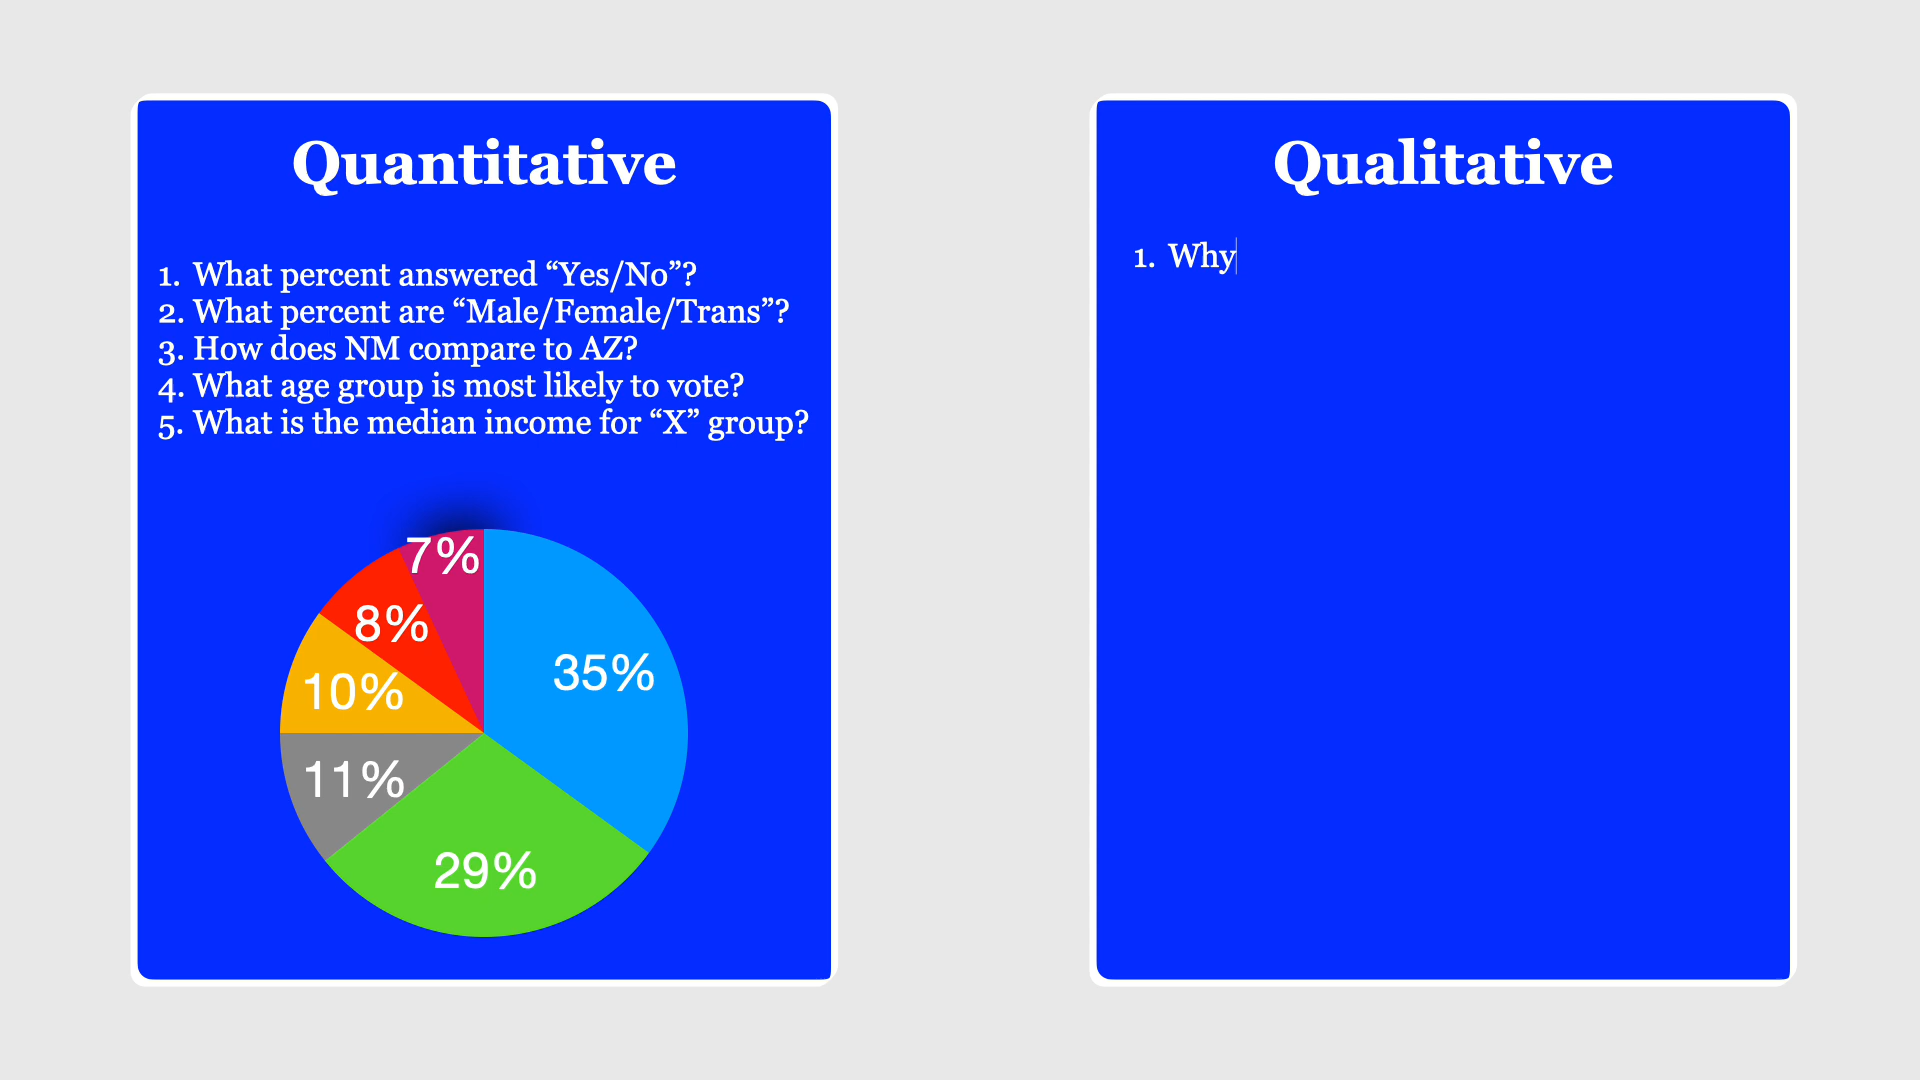 Quantitative
1. What percent answered “Yes/No”?
2. What percent are “Male/Female/Trans”?
3. How does NM compare to AZ?
4. What age group is most likely to vote?
5. What is the median income for “X” group?
7%
8%
35%
10%
11%
29%
Qualitative
1. Why